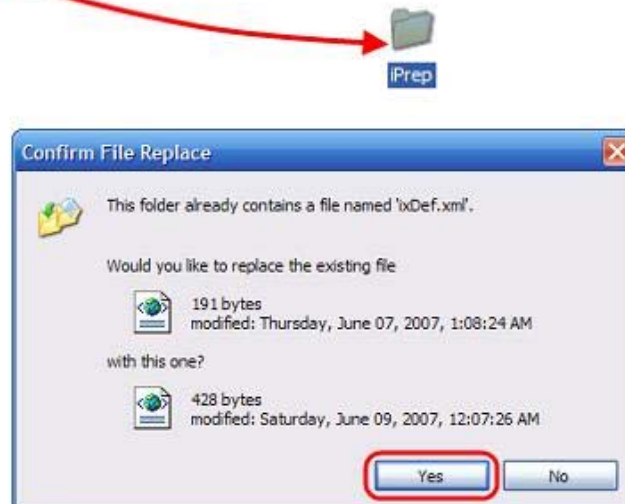 iPrep
Confirm File Replace
This folder already contains a file named 'ixDef.xml'.
Would you like to replace the existing file
191 bytes
modified: Thursday, June 07, 2007, 1:08:24 AM
with this one?
428 bytes
modified: Saturday, June 09, 2007, 12:07:26 AM
Yes No